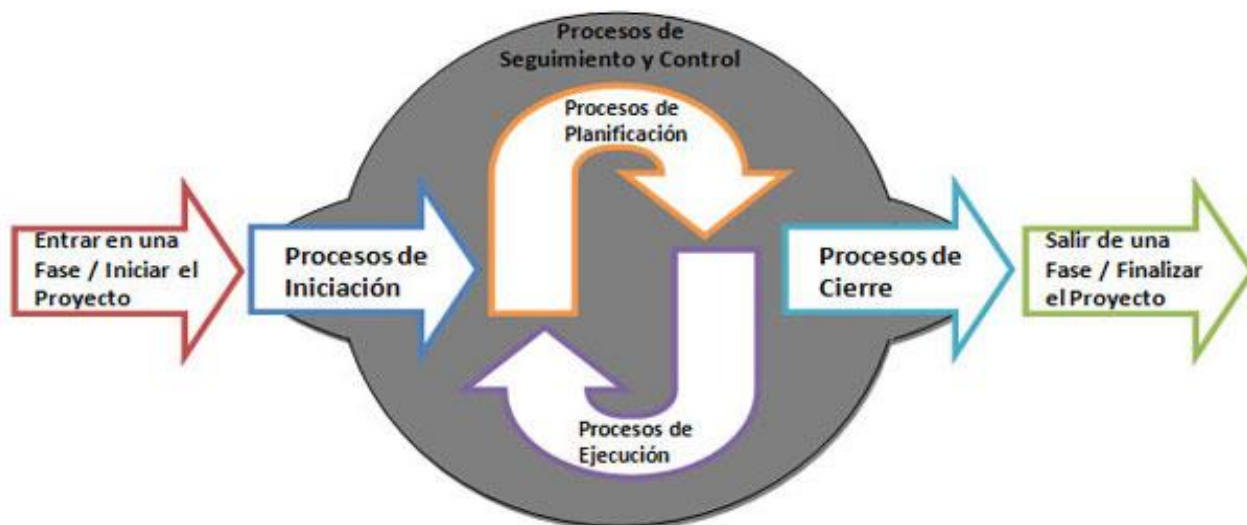 Procesos de
Seguimiento y Control
Procesos de
Planificación
Entrar en una
Fase / Iniciar el
Proyecto
Procesos de
Iniciación
Procesos de
Cierre
Salir de una
Fase / Finalizar
el Proyecto
Procesos de
Ejecución